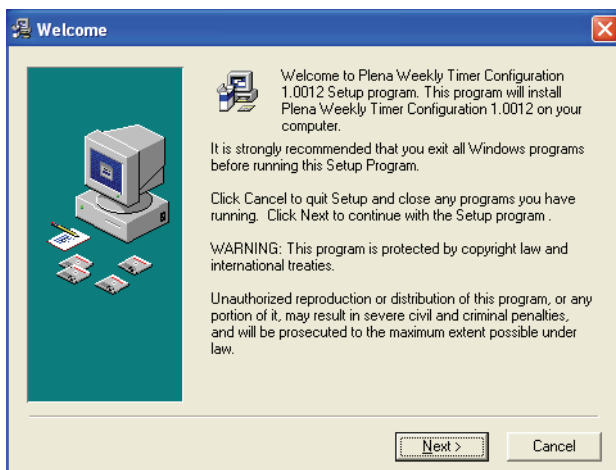 Welcome
Welcome to Plena Weekly Timer Configuration
1.0012 Setup program. This program will install
Plena Weekly Timer Configuration 1.0012 on your
computer.
It is strongly recommended that you exit all Windows programs
before running this Setup Program.
Click Cancel to quit Setup and close any programs you have
running. Click Next to continue with the Setup program .
WARNING: This program is protected by copyright law and
international treaties.
Unauthorized reproduction or distribution of this program, or any
portion of it, may result in severe civil and criminal penalties,
and will be prosecuted to the maximum extent possible under
law.
Next >
Cancel